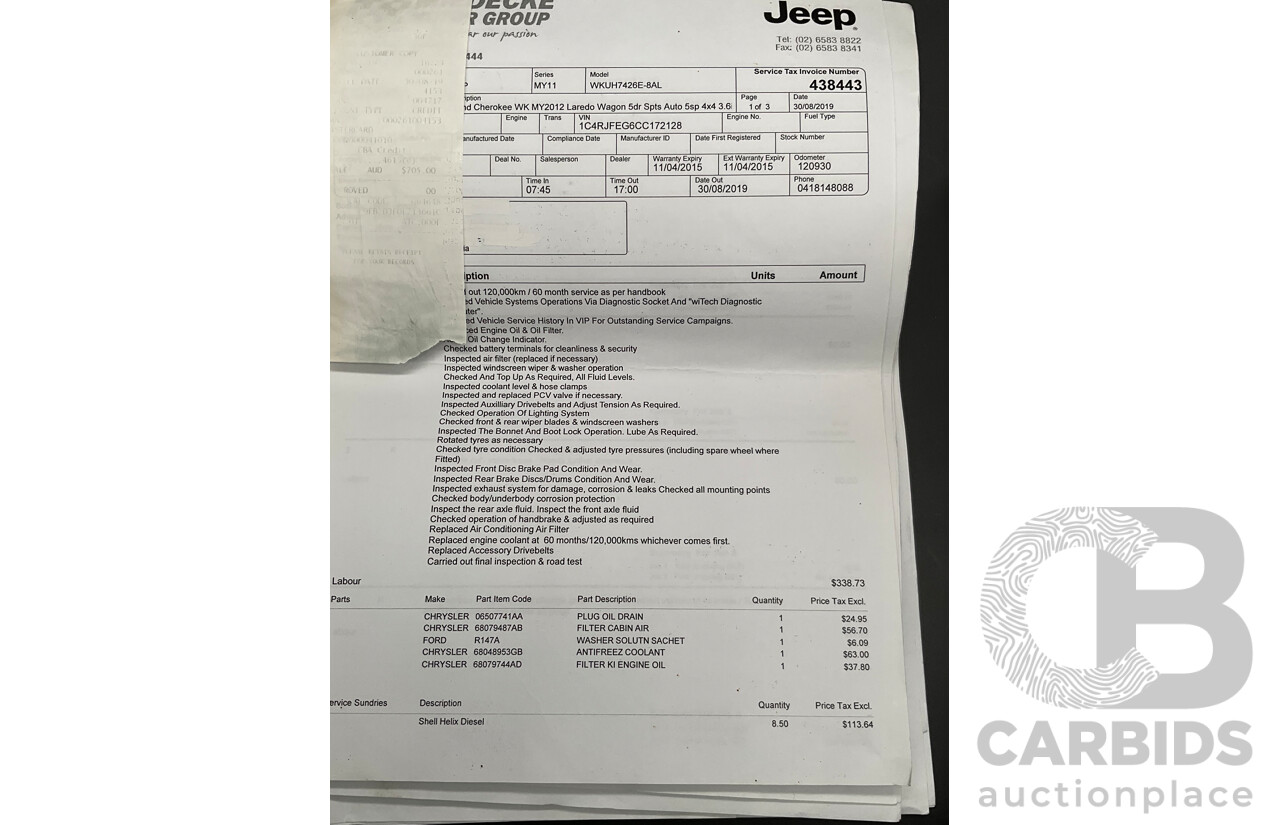 DECKE
R GROUP
ar our passion
Jeep
Tel: (02) 6583 8822
Fax: (02) 6583 8341
444
Service Tax Invoice Number
438443
Series
MY11
Model
WKUH7426E-8AL
Page
1 of 3
Date
30/08/2019
iption
nd Cherokee WK MY2012 Laredo Wagon 5dr Spts Auto 5sp 4x4 3.6i
Engine
Trans
VIN
1C4RJFEG6CC172128
Engine No.
Fuel Type
anufactured Date
Compliance Date
Manufacturer ID
Date First Registered
Stock Number
Deal No.
Salesperson
Dealer
Warranty Expiry
11/04/2015
Ext Warranty Expiry
11/04/2015
Odometer
120930
Time In
07:45
Time Out
17:00
Date Out
30/08/2019
Phone
0418148088
AUD $705.00
00
ia
iption Units Amount
out 120,000km / 60 month service as per handbook
ed Vehicle Systems Operations Via Diagnostic Socket And "wiTech Diagnostic
ter".
ed Vehicle Service History In VIP For Outstanding Service Campaigns.
ced Engine Oil & Oil Filter.
Oil Change Indicator.
Checked battery terminals for cleanliness & security
Inspected air filter (replaced if necessary)
Inspected windscreen wiper & washer operation
Checked And Top Up As Required, All Fluid Levels.
Inspected coolant level & hose clamps
Inspected and replaced PCV valve if necessary.
Inspected Auxilliary Drivebelts and Adjust Tension As Required.
Checked Operation Of Lighting System
Checked front & rear wiper blades & windscreen washers
Inspected The Bonnet And Boot Lock Operation. Lube As Required.
Rotated tyres as necessary
Checked tyre condition Checked & adjusted tyre pressures (including spare wheel where
Fitted)
Inspected Front Disc Brake Pad Condition And Wear.
Inspected Rear Brake Discs/Drums Condition And Wear.
Inspected exhaust system for damage, corrosion & leaks Checked all mounting points
Checked body/underbody corrosion protection
Inspect the rear axle fluid. Inspect the front axle fluid
Checked operation of handbrake & adjusted as required
Replaced Air Conditioning Air Filter
Replaced engine coolant at 60 months/120,000kms whichever comes first.
Replaced Accessory Drivebelts
Carried out final inspection & road test
Labour $338.73
Parts Make Part Item Code Part Description Quantity Price Tax Excl.
CHRYSLER 06507741AA PLUG OIL DRAIN 1 $24.95
CHRYSLER 68079487AB FILTER CABIN AIR 1 $56.70
FORD R147A WASHER SOLUTN SACHET 1 $6.09
CHRYSLER 68048953GB ANTIFREEZ COOLANT 1 $63.00
CHRYSLER 68079744AD FILTER KI ENGINE OIL 1 $37.80
ervice Sundries Description Quantity Price Tax Excl.
Shell Helix Diesel 8.50 $113.64
CB
CARBIDS
auctionplace